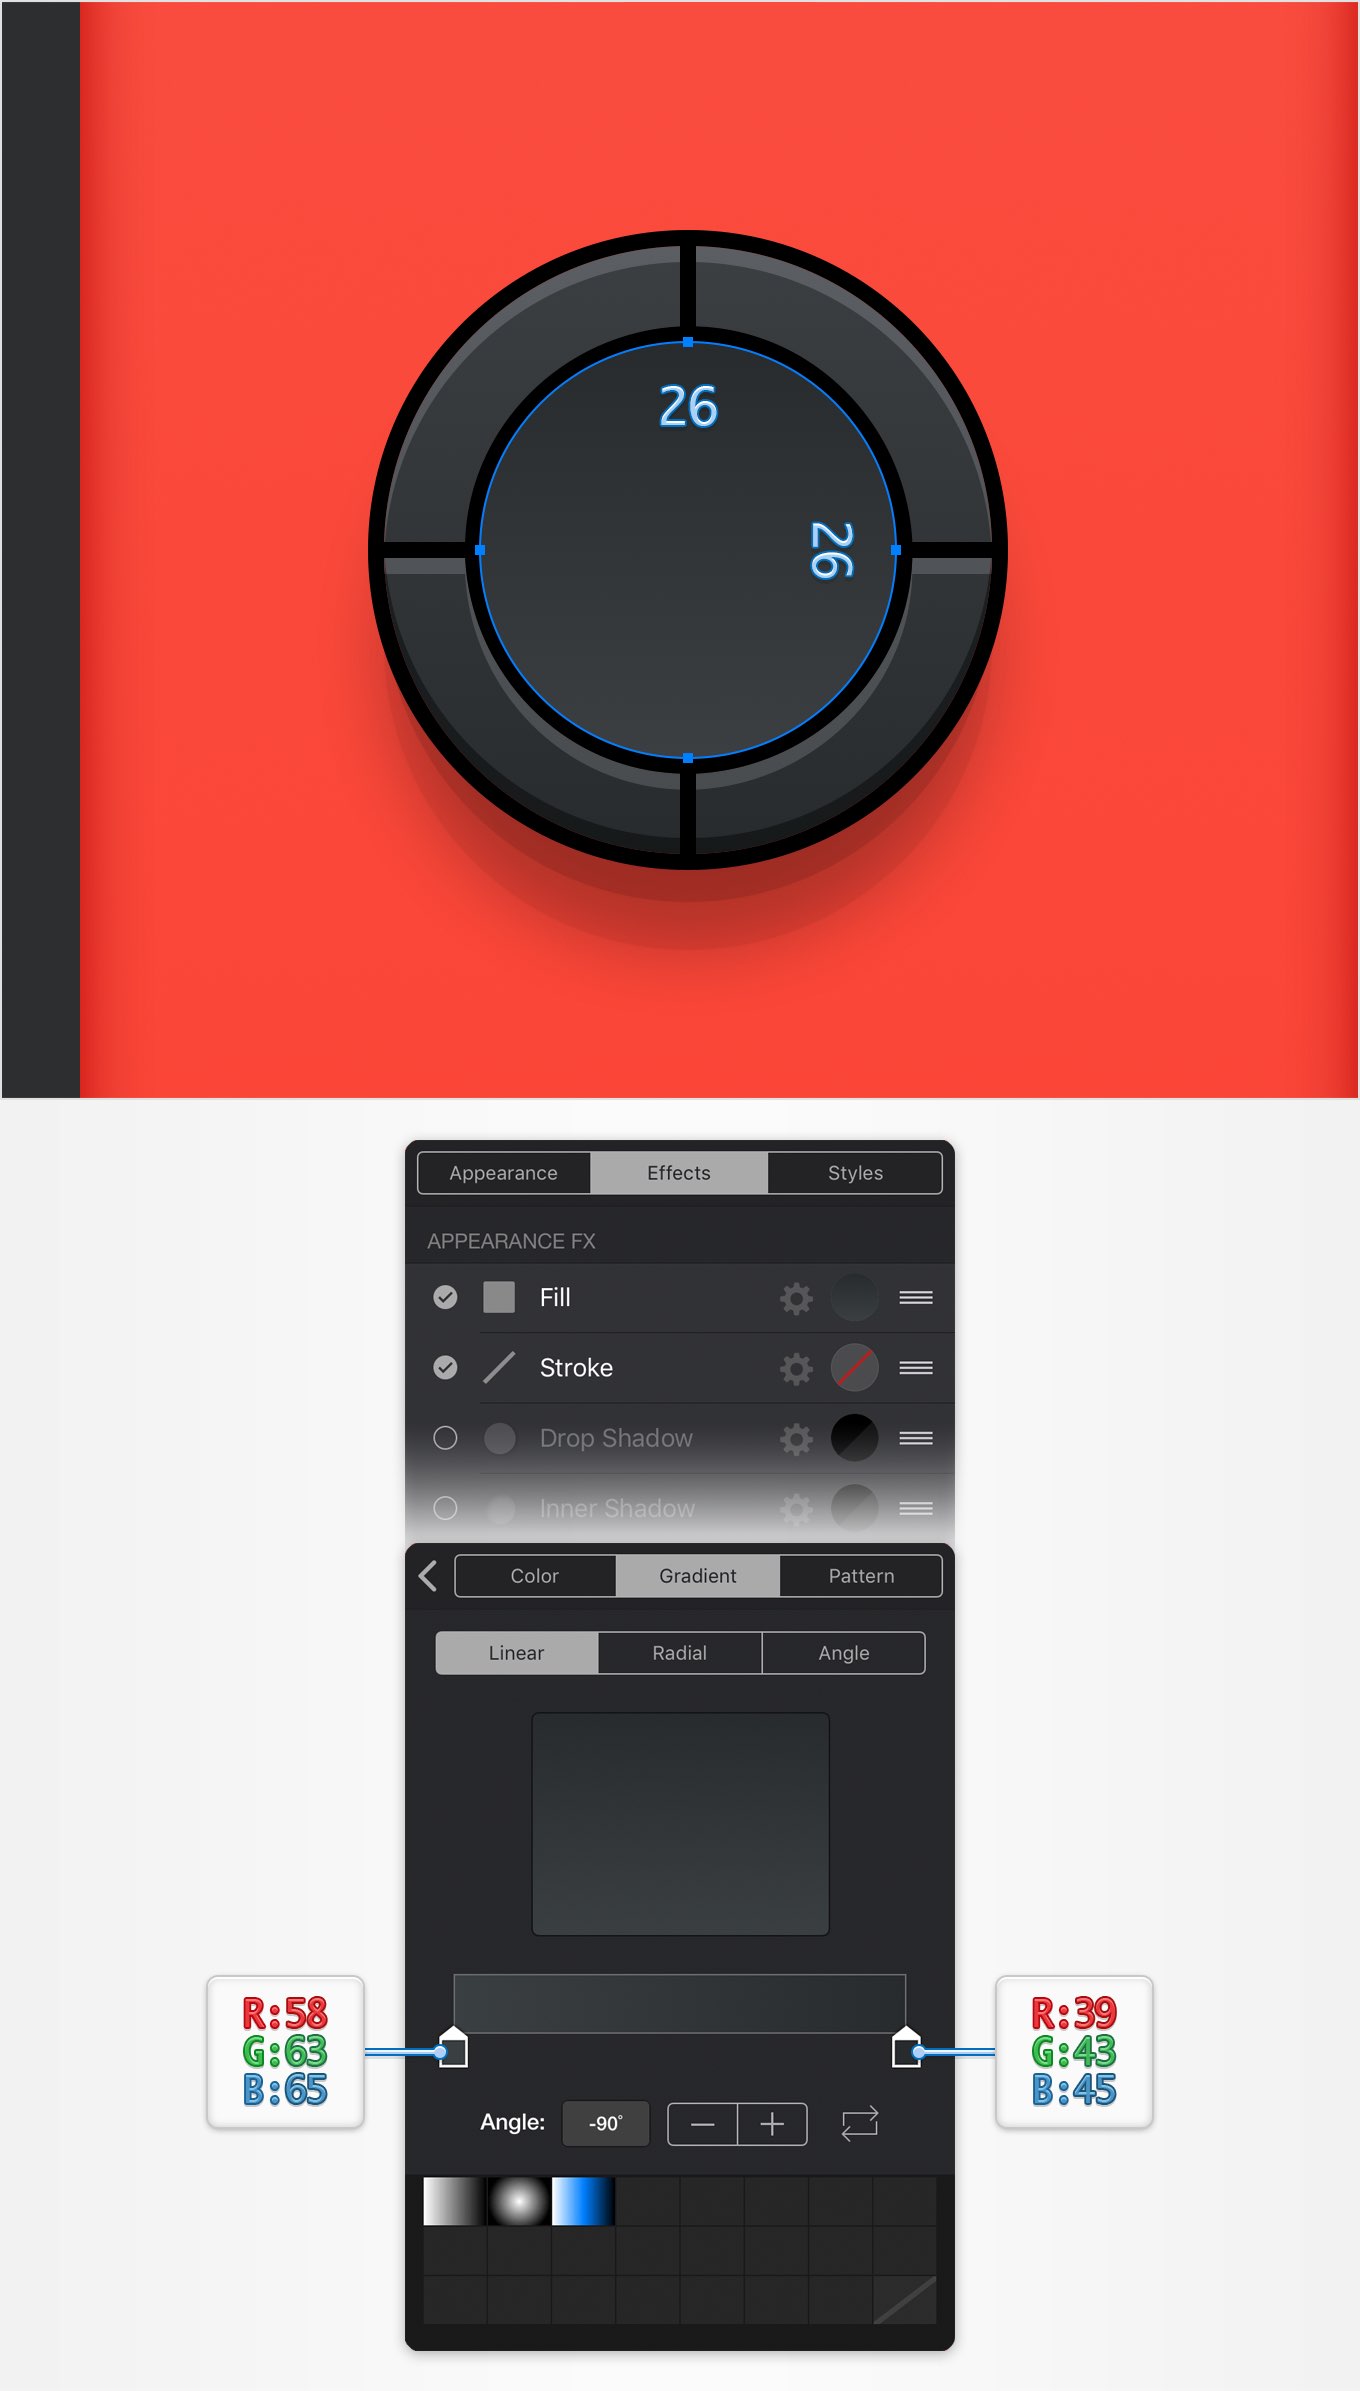 26
26
Appearance Effects Styles
APPEARANCE FX
Fill
Stroke
Drop Shadow
Inner Shadow
Color Gradient Pattern
Linear Radial Angle
R:58
G:63
B:65
R:39
G:43
B:45
Angle: -90°